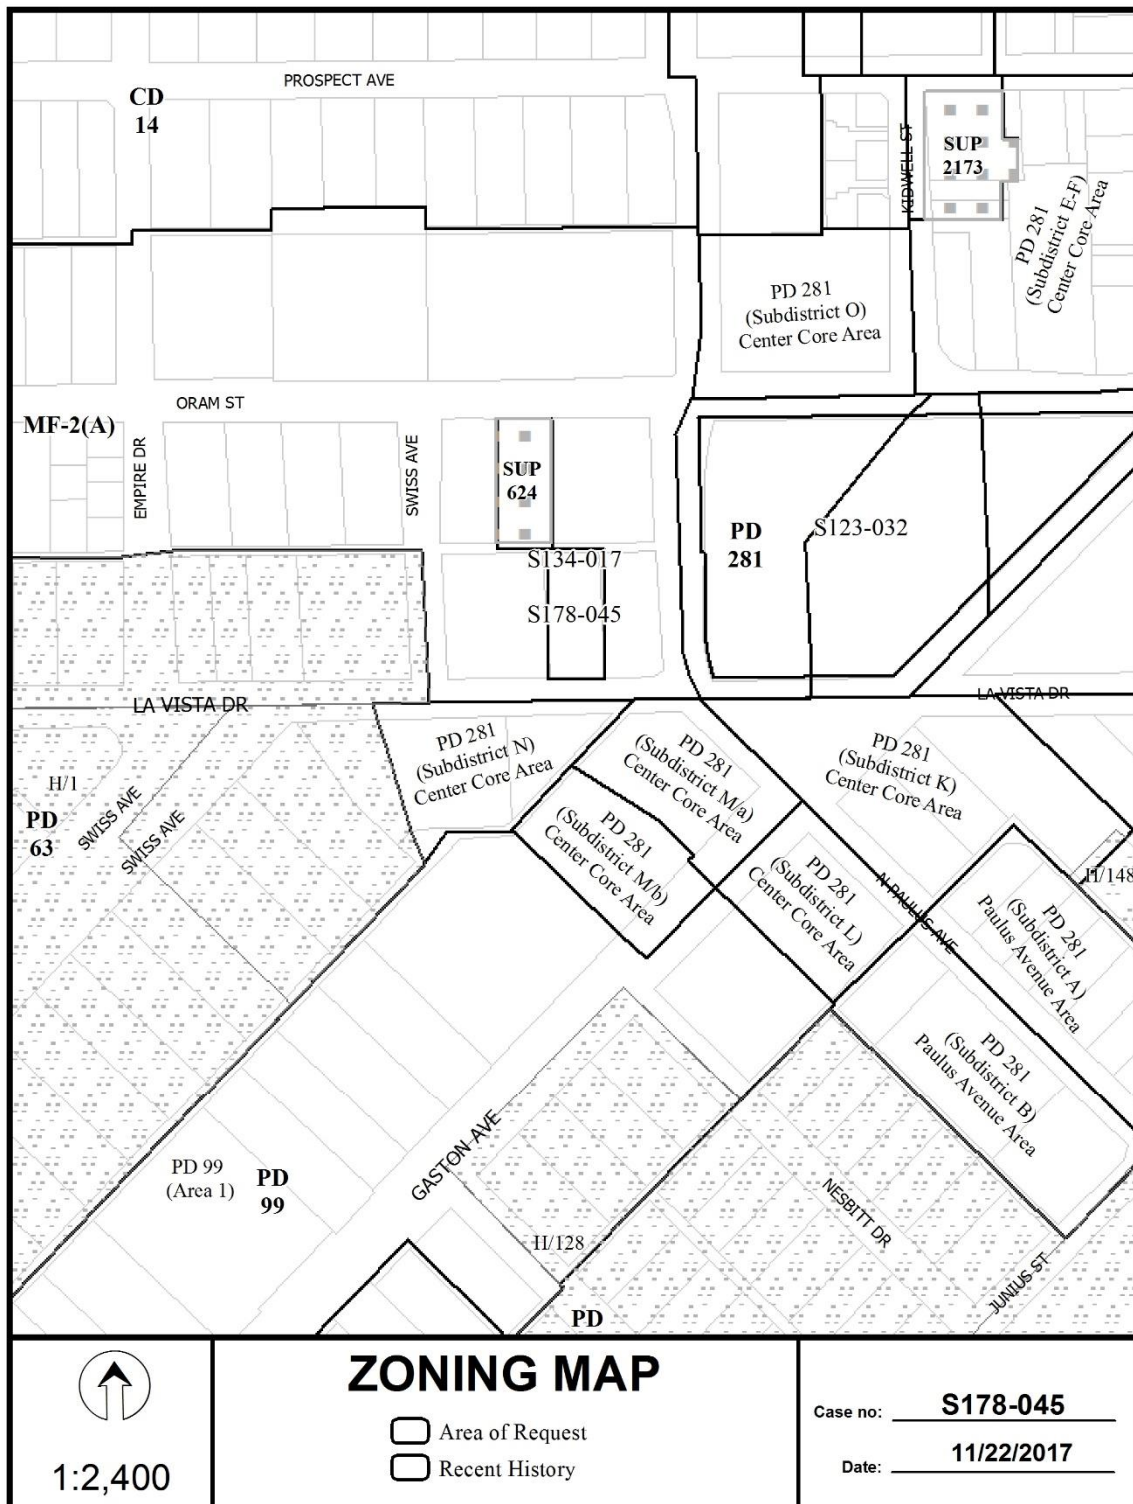 PROSPECT AVE
CD
14
KIDWELL ST
SUP
2173
PD 281
(Subdistrict E-F)
Center Core Area
PD 281
(Subdistrict O)
Center Core Area
ORAM ST
MF-2(A)
EMPIRE DR
SWISS AVE
SUP
624
PD
281
S123-032
S134-017
S178-045
LA VISTA DR
LA VISTA DR
PD 281
(Subdistrict N)
Center Core Area
PD 281
(Subdistrict M/a)
Center Core Area
PD 281
(Subdistrict K)
Center Core Area
H/1
PD
63
SWISS AVE
SWISS AVE
PD 281
(Subdistrict M/b)
Center Core Area
PD 281
(Subdistrict L)
Center Core Area
N PAULUS AVE
H/148
PD 281
(Subdistrict A)
Paulus Avenue Area
PD 281
(Subdistrict B)
Paulus Avenue Area
GASTON AVE
PD 99
(Area 1)
PD
99
NESBITT DR
H/128
JUNIUS ST
PD
1:2,400
ZONING MAP
Area of Request
Recent History
Case no: S178-045
Date: 11/22/2017